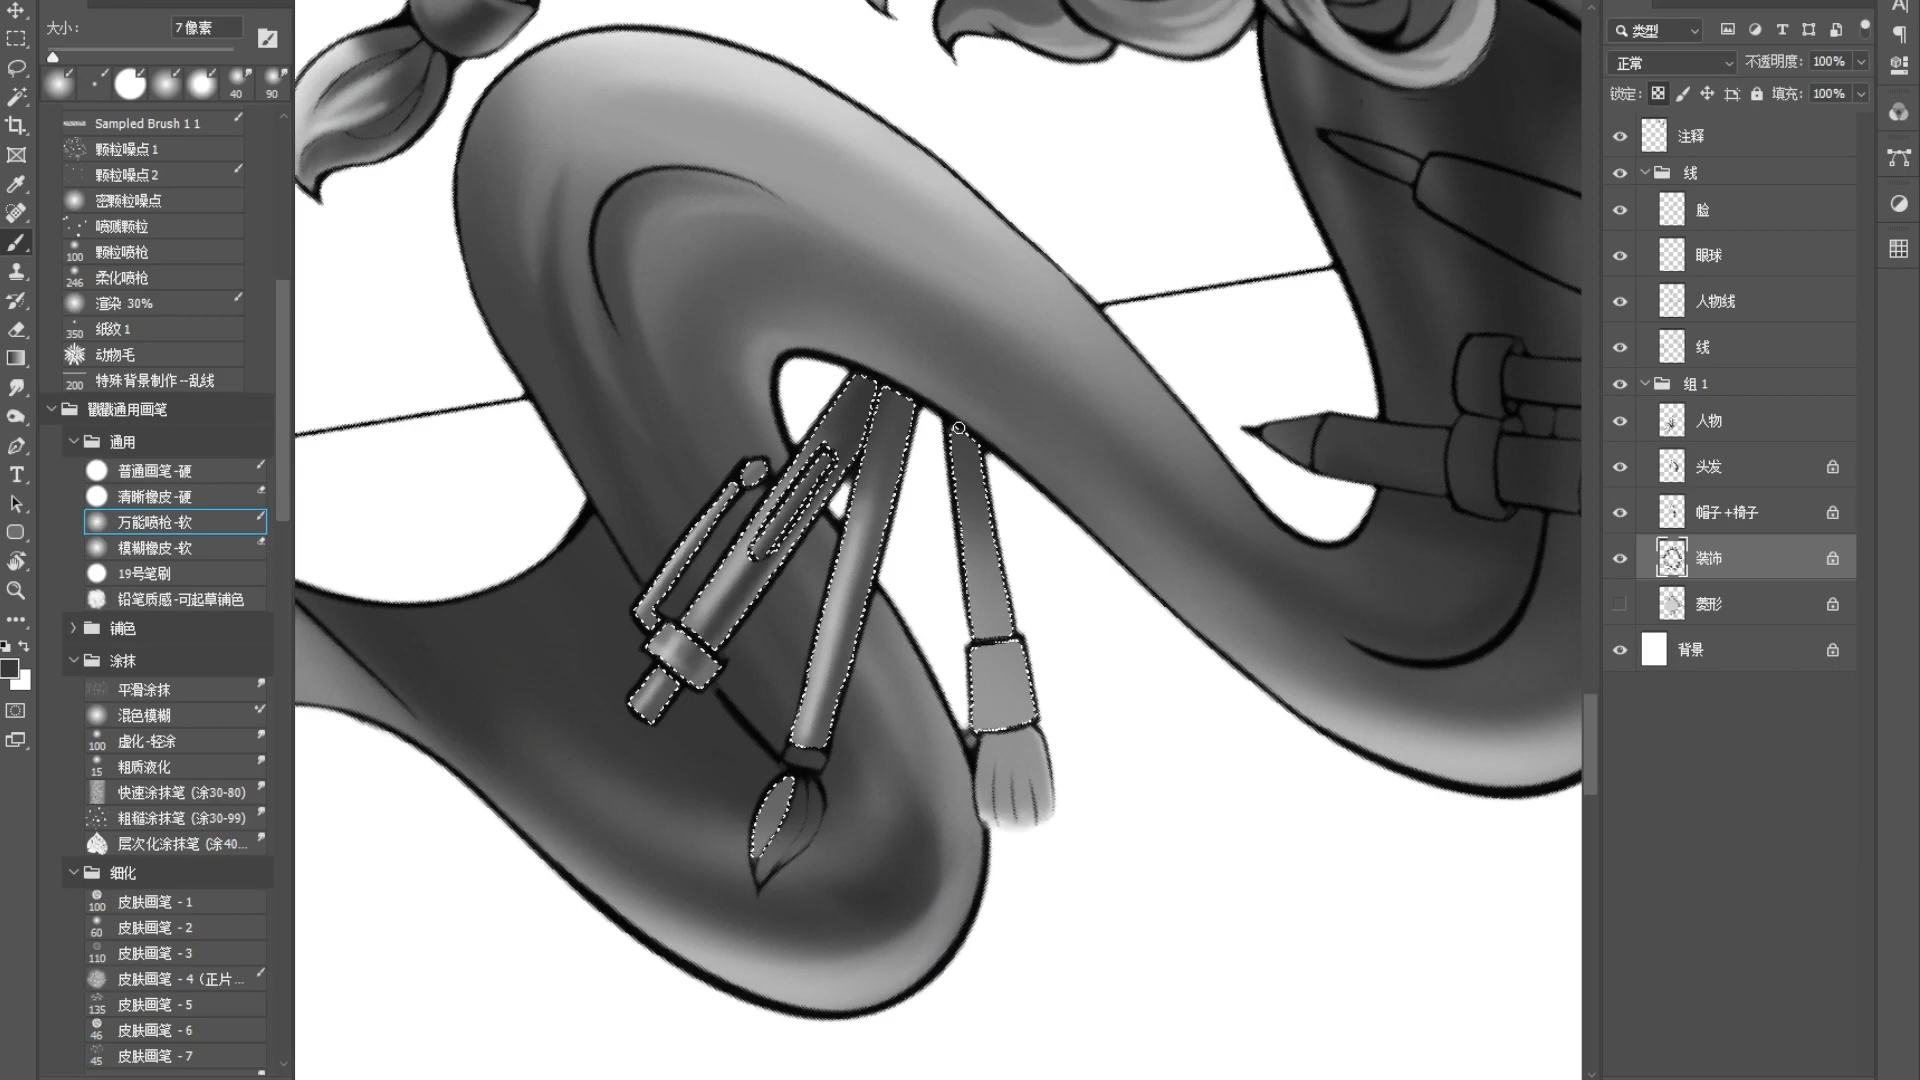 大小:
7 像素
40
90
Sampled Brush 1 1
颗粒噪点 1
颗粒噪点 2
密颗粒噪点
喷溅颗粒
100
颗粒喷枪
246
柔化喷枪
渲染 30%
350
纸纹 1
动物毛
200
特殊背景制作--乱线
戳戳通用画笔
通用
普通画笔-硬
清晰橡皮-硬
万能喷枪-软
模糊橡皮-软
19号笔刷
铅笔质感-可起草铺色
铺色
涂抹
平滑涂抹
混色模糊
100
虚化-轻涂
15
粗质液化
快速涂抹笔 (涂30-80)
粗糙涂抹笔 (涂30-99)
层次化涂抹笔 (涂40...
细化
100
皮肤画笔 - 1
60
皮肤画笔 - 2
110
皮肤画笔 - 3
皮肤画笔 - 4 (正片 ...
135
皮肤画笔 - 5
46
皮肤画笔 - 6
45
皮肤画笔 - 7
类型
正常
不透明度: 100%
锁定:
填充: 100%
注释
线
脸
眼球
人物线
线
组 1
人物
头发
帽子+椅子
装饰
菱形
背景